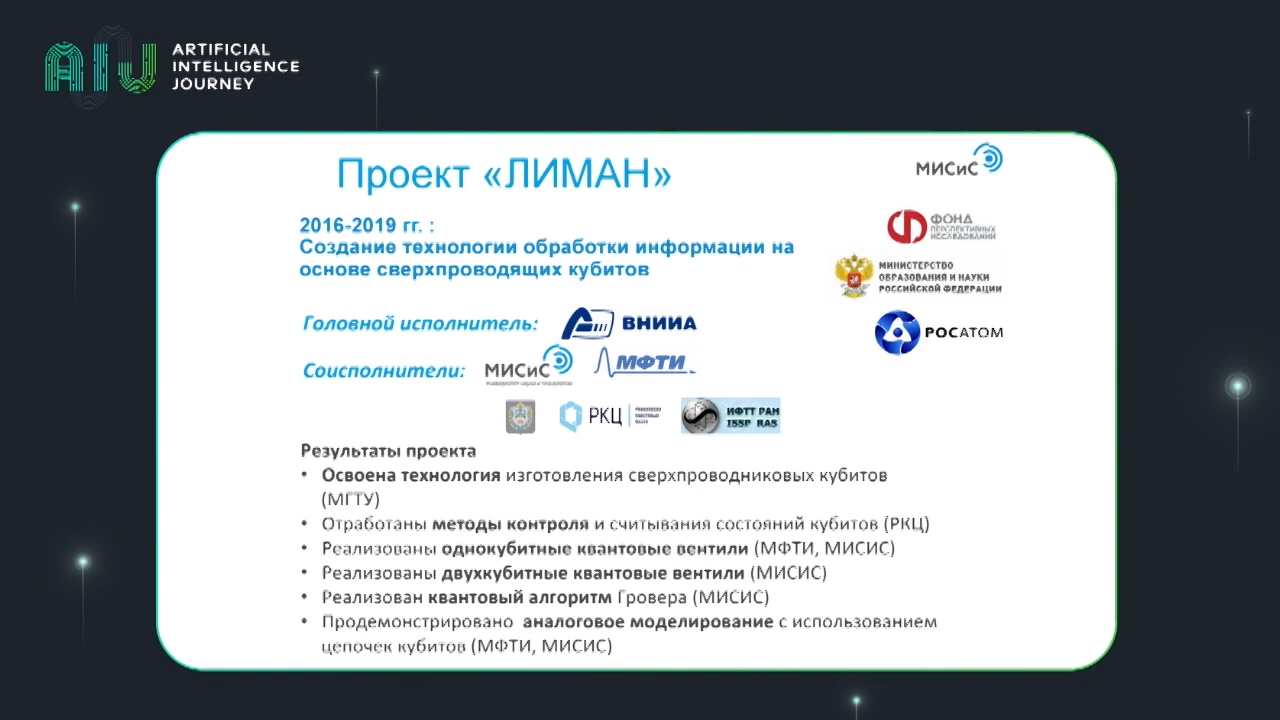 ARTIFICIAL
INTELLIGENCE
JOURNEY
Проект «ЛИМАН»
МИСиС
2016-2019 гг. :
Создание технологии обработки информации на
основе сверхпроводящих кубитов
ФОНД
ПЕРСПЕКТИВНЫХ
ИССЛЕДОВАНИЙ
МИНИСТЕРСТВО
ОБРАЗОВАНИЯ И НАУКИ
РОССИЙСКОЙ ФЕДЕРАЦИИ
РОСАТОМ
Головной исполнитель:
ВНИИА
Соисполнители:
МИСиС
МФТИ
РКЦ
ИФТТ РАН
ISSP RAS
Результаты проекта
• Освоена технология изготовления сверхпроводниковых кубитов
(МГТУ)
• Отработаны методы контроля и считывания состояний кубитов (РКЦ)
• Реализованы однокубитные квантовые вентили (МФТИ, МИСИС)
• Реализованы двухкубитные квантовые вентили (МИСИС)
• Реализован квантовый алгоритм Гровера (МИСИС)
• Продемонстрировано аналоговое моделирование с использованием
цепочек кубитов (МФТИ, МИСИС)